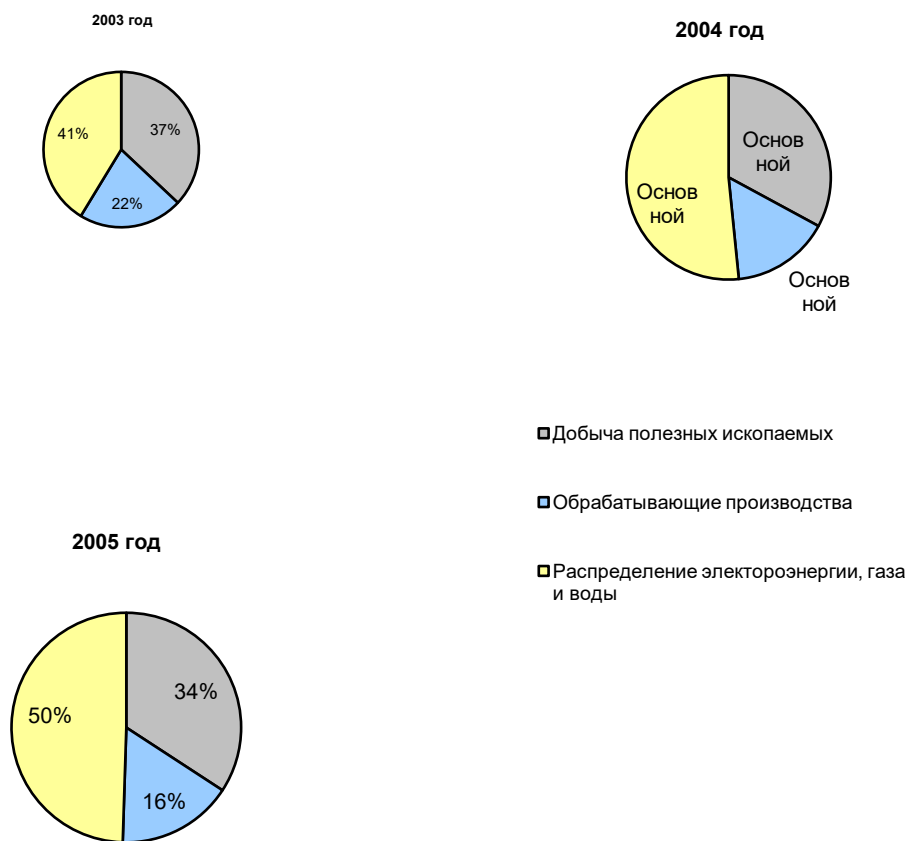 2003 год
41%
37%
22%
2004 год
Основ
ной
Основ
ной
Основ
ной
Добыча полезных ископаемых
Обрабатывающие производства
Распределение электороэнергии, газа
и воды
2005 год
50%
34%
16%